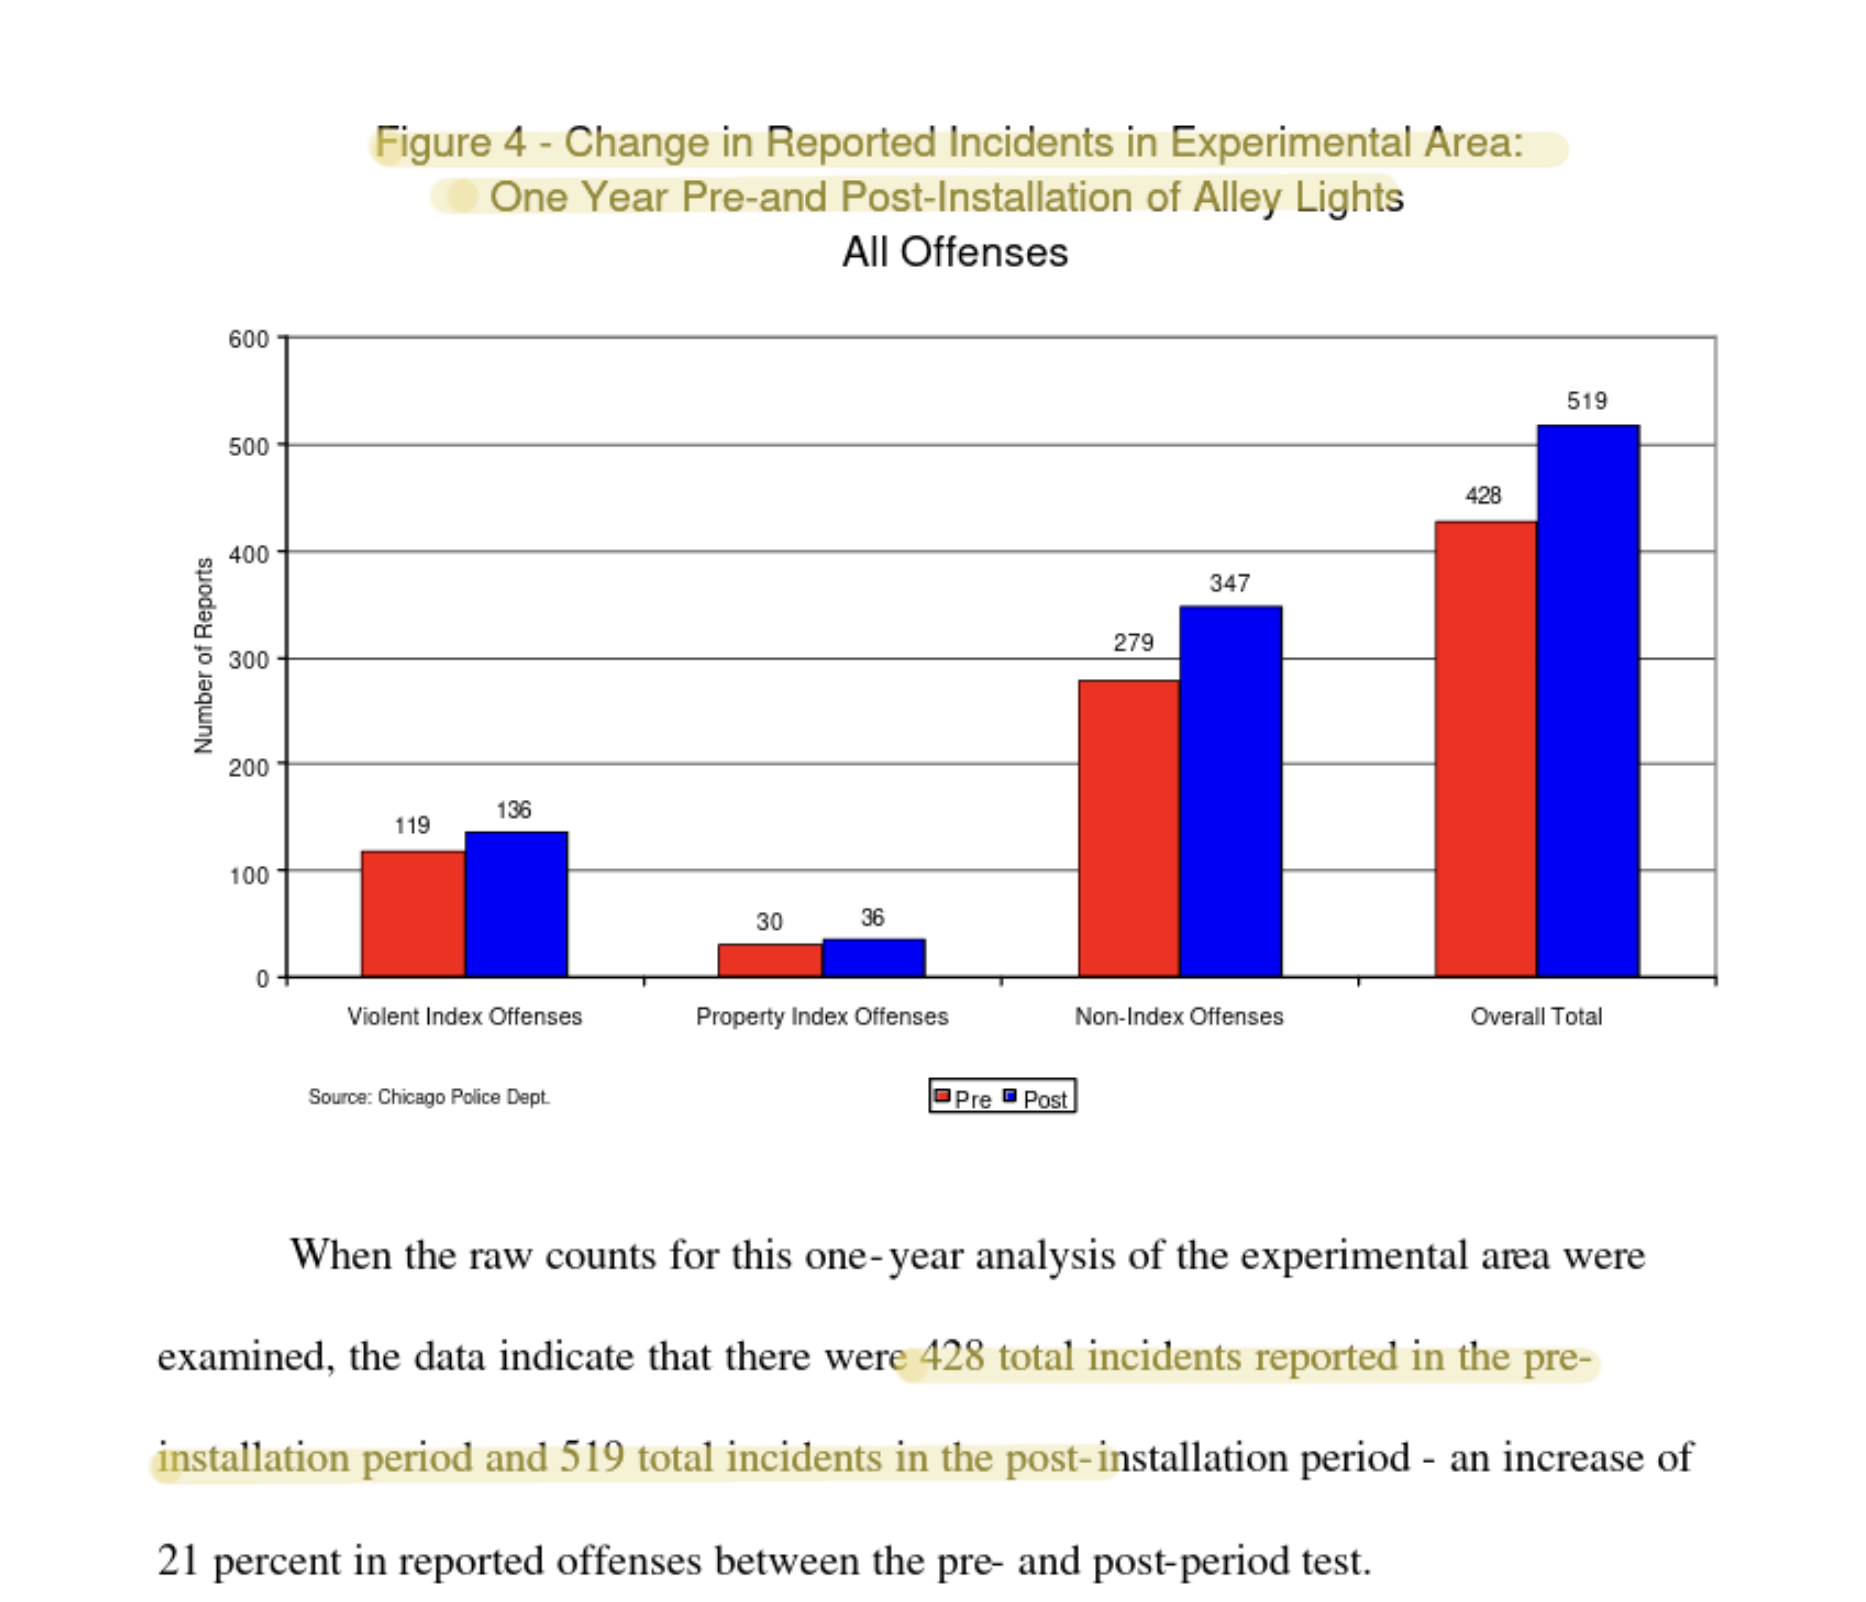 Figure 4 - Change in Reported Incidents in Experimental Area:
One Year Pre-and Post-Installation of Alley Lights
All Offenses
600
500
400
300
200
100
0
Number of Reports
119
136
30
36
279
347
428
519
Violent Index Offenses
Property Index Offenses
Non-Index Offenses
Overall Total
Source: Chicago Police Dept.
Pre
Post
When the raw counts for this one-year analysis of the experimental area were
examined, the data indicate that there were 428 total incidents reported in the pre-
installation period and 519 total incidents in the post-installation period - an increase of
21 percent in reported offenses between the pre- and post-period test.